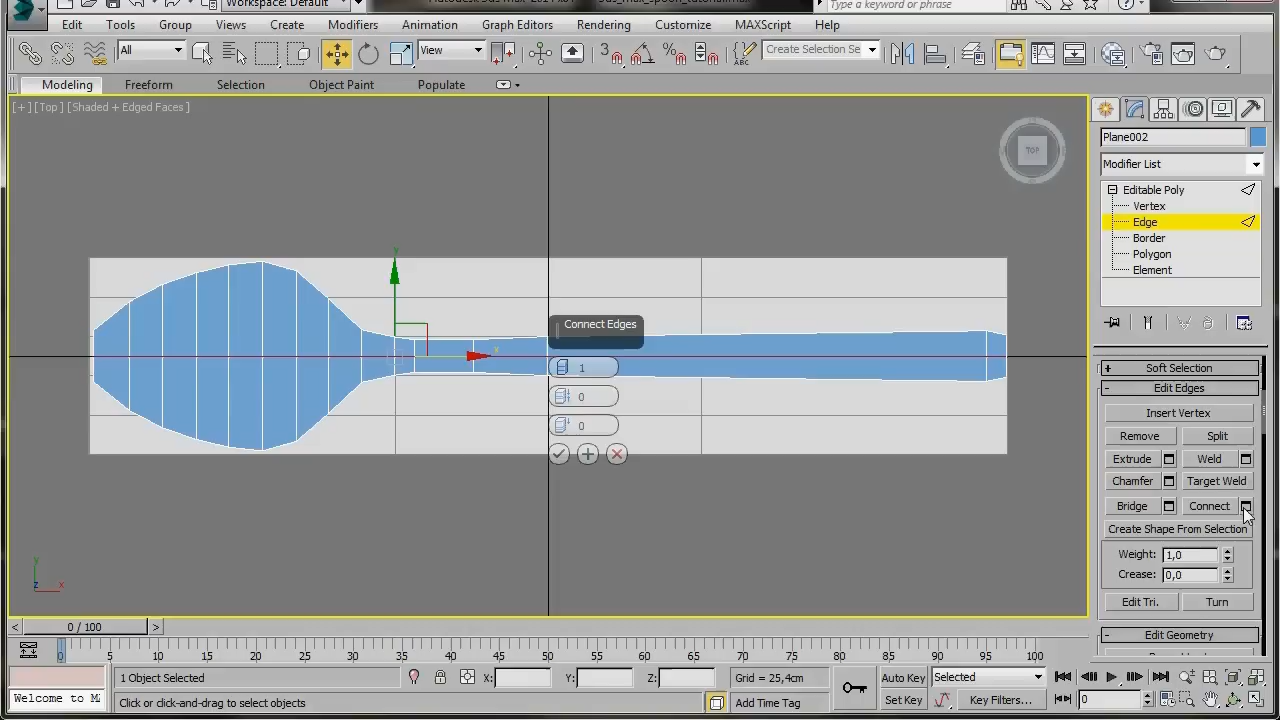 Workspace: Default
Type a keyword or phrase
Edit Tools Group Views Create Modifiers Animation Graph Editors Rendering Customize MAXScript Help
All View 3 Create Selection Se
Modeling Freeform Selection Object Paint Populate
[+] [Top] [Shaded + Edged Faces]
TOP
Plane002
Modifier List
Editable Poly
Vertex
Edge
Border
Polygon
Element
y
x
Connect Edges
1
0
0
+ Soft Selection
- Edit Edges
Insert Vertex
Remove Split
Extrude Weld
Chamfer Target Weld
Bridge Connect
Create Shape From Selection
Weight: 1,0
Crease: 0,0
Edit Tri. Turn
- Edit Geometry
y
z x
< 0 / 100 >
0 5 10 15 20 25 30 35 40 45 50 55 60 65 70 75 80 85 90 95 100
1 Object Selected X: Y: Z: Grid = 25,4cm Auto Key Selected
Welcome to M Click or click-and-drag to select objects Add Time Tag Set Key Key Filters... 0